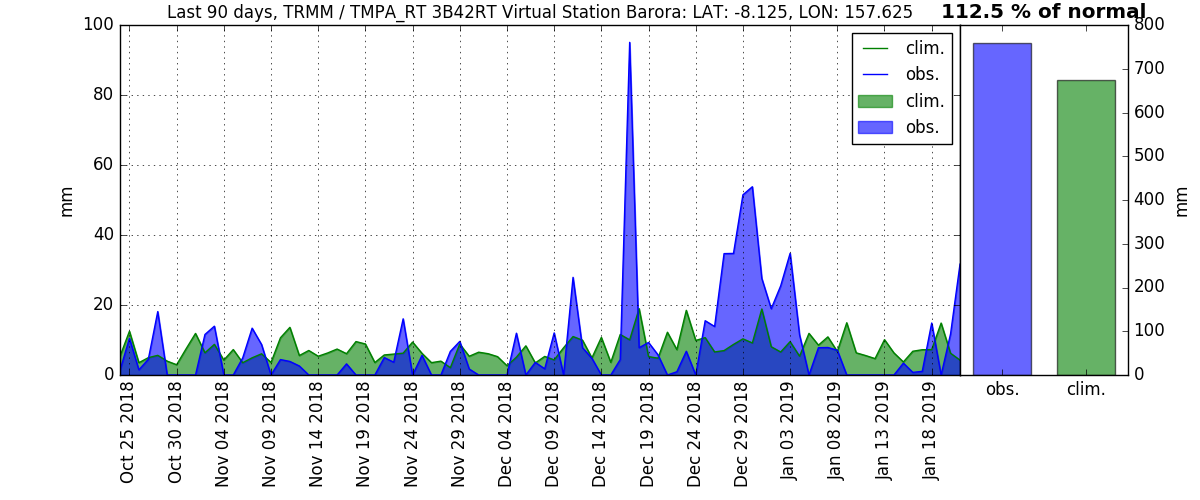 Last 90 days, TRMM / TMPA_RT 3B42RT Virtual Station Barora: LAT: -8.125, LON: 157.625
112.5 % of normal
mm
100
80
60
40
20
0
clim.
obs.
clim.
obs.
800
700
600
500
400
300
200
100
0
mm
Oct 25 2018
Oct 30 2018
Nov 04 2018
Nov 09 2018
Nov 14 2018
Nov 19 2018
Nov 24 2018
Nov 29 2018
Dec 04 2018
Dec 09 2018
Dec 14 2018
Dec 19 2018
Dec 24 2018
Dec 29 2018
Jan 03 2019
Jan 08 2019
Jan 13 2019
Jan 18 2019
obs.
clim.